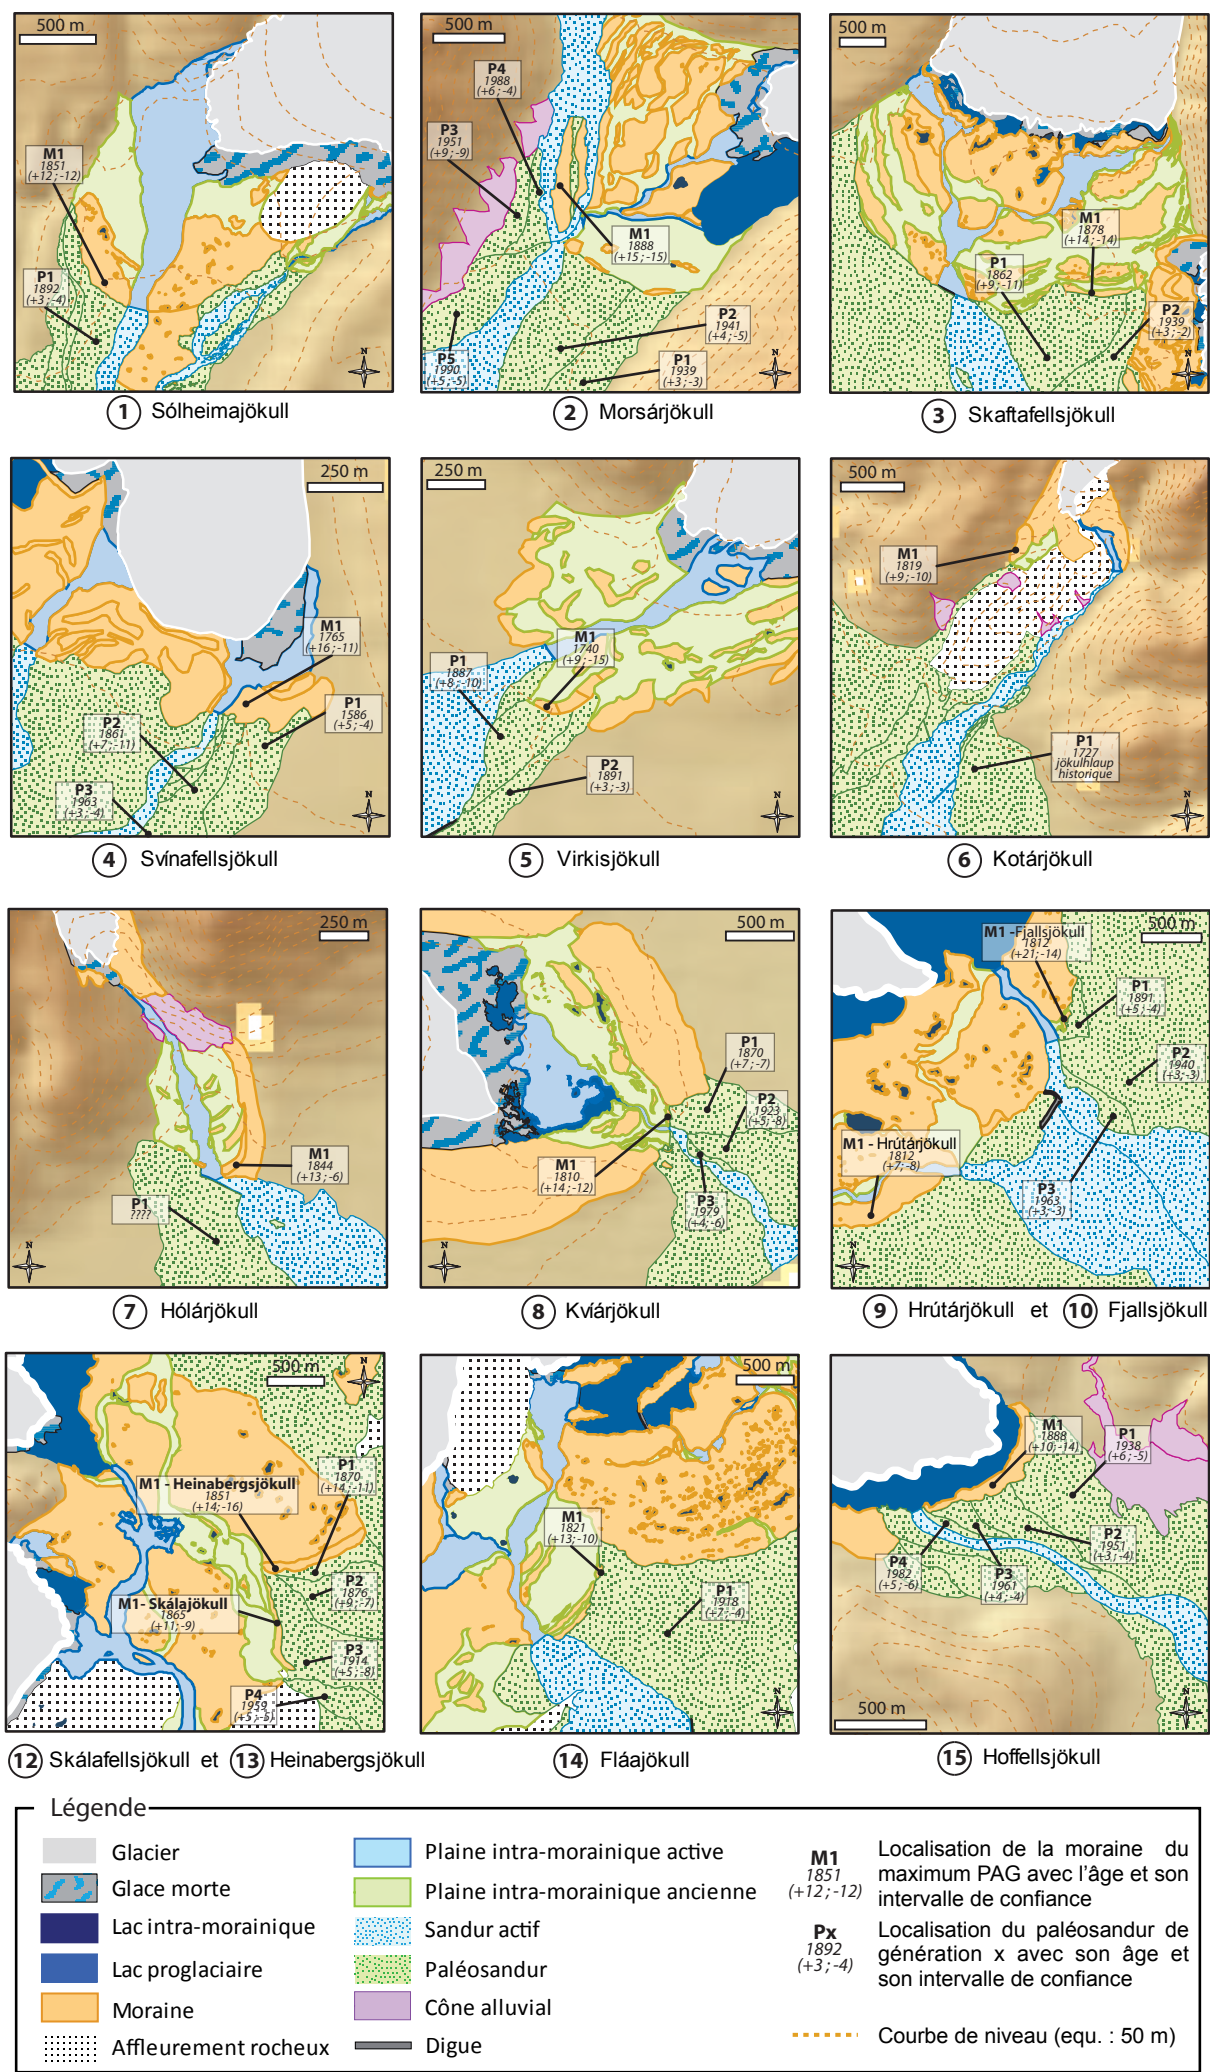 500 m
M1
1851
(+12 ; -12)
P1
1892
(+3 ; -4)
N
1 Sólheimajökull
500 m
P4
1988
(+6 ; -4)
P3
1951
(+9 ; -9)
M1
1888
(+15 ; -15)
P2
1941
(+4 ; -5)
P5
1990
(+5 ; -5)
P1
1939
(+3 ; -3)
N
2 Morsárjökull
500 m
M1
1878
(+14 ; -14)
P1
1862
(+9 ; -11)
P2
1939
(+3 ; -2)
N
3 Skaftafellsjökull
250 m
M1
1765
(+16 ; -11)
P1
1586
(+5 ; -4)
P2
1861
(+7 ; -11)
P3
1963
(+3 ; -4)
N
4 Svínafellsjökull
250 m
M1
1740
(+9 ; -15)
P1
1887
(+8 ; -10)
P2
1891
(+3 ; -3)
N
5 Virkisjökull
500 m
M1
1819
(+9 ; -10)
P1
1727
jökulhlaup
historique
N
6 Kotárjökull
250 m
M1
1844
(+13 ; -6)
P1
????
N
7 Hólárjökull
500 m
P1
1870
(+7 ; -7)
P2
1923
(+5 ; -8)
M1
1810
(+14 ; -12)
P3
1979
(+4 ; -6)
N
8 Kvíárjökull
500 m
M1 -Fjallsjökull
1812
(+21 ; -14)
P1
1891
(+5 ; -4)
P2
1940
(+3 ; -3)
M1 - Hrútárjökull
1812
(+7 ; -8)
P3
1963
(+3 ; -3)
N
9 Hrútárjökull et 10 Fjallsjökull
500 m
N
P1
1870
(+14 ; -11)
M1 - Heinabergsjökull
1851
(+14 ; -16)
P2
1876
(+9 ; -7)
M1- Skálajökull
1865
(+11 ; -9)
P3
1914
(+5 ; -8)
P4
1959
(+5 ; -5)
12 Skálafellsjökull et 13 Heinabergsjökull
500 m
M1
1821
(+13 ; -10)
P1
1918
(+7 ; -4)
N
14 Fláajökull
M1
1888
(+10 ; -14)
P1
1938
(+6 ; -5)
P2
1951
(+3 ; -4)
P4
1982
(+5 ; -6)
P3
1961
(+4 ; -4)
500 m
N
15 Hoffellsjökull
Légende
Glacier
Glace morte
Lac intra-morainique
Lac proglaciaire
Moraine
Affleurement rocheux
Plaine intra-morainique active
Plaine intra-morainique ancienne
Sandur actif
Paléosandur
Cône alluvial
Digue
M1
1851
(+12 ; -12)
Localisation de la moraine du
maximum PAG avec l'âge et son
intervalle de confiance
Px
1892
(+3 ; -4)
Localisation du paléosandur de
génération x avec son âge et
son intervalle de confiance
Courbe de niveau (equ. : 50 m)